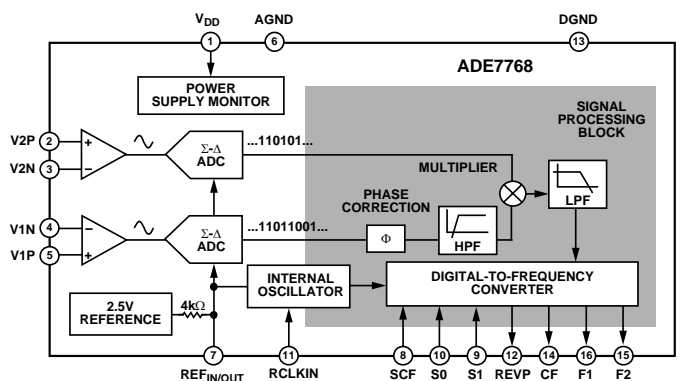 VDD
AGND
DGND
1
6
13
ADE7768
POWER
SUPPLY MONITOR
SIGNAL
PROCESSING
BLOCK
V2P 2
+
Σ-Δ
ADC
...110101...
V2N 3
–
MULTIPLIER
LPF
PHASE
CORRECTION
V1N 4
–
Σ-Δ
ADC
...11011001...
Φ
HPF
V1P 5
+
INTERNAL
OSCILLATOR
DIGITAL-TO-FREQUENCY
CONVERTER
2.5V
REFERENCE
4kΩ
7
11
8
10
9
12
14
16
15
REFIN/OUT
RCLKIN
SCF
S0
S1
REVP
CF
F1
F2